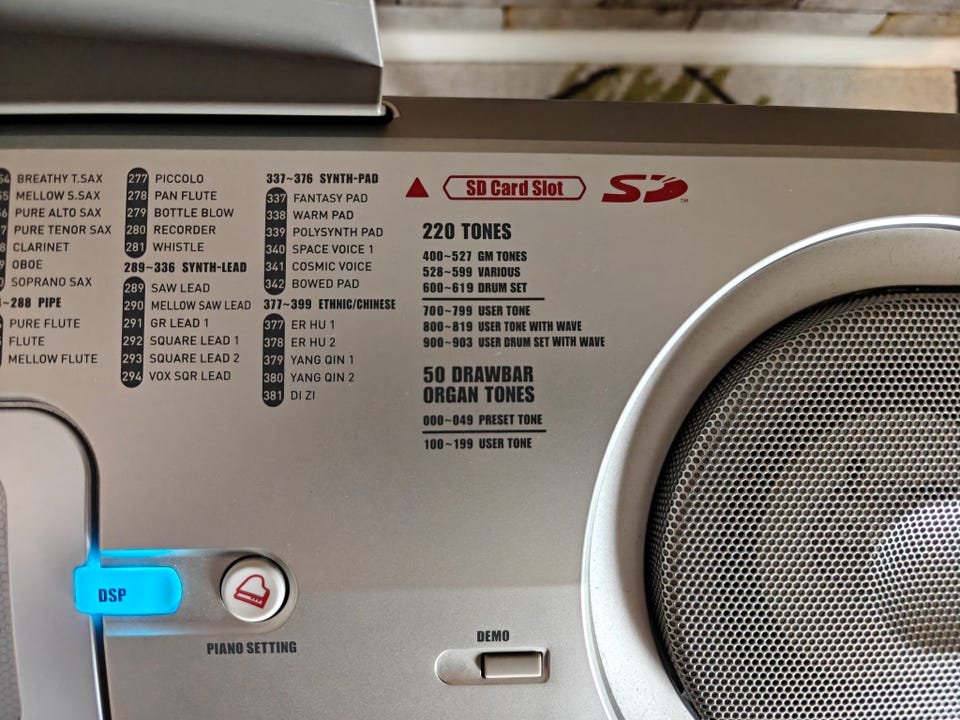 BREATHY T.SAX
MELLOW S.SAX
PURE ALTO SAX
PURE TENOR SAX
CLARINET
OBOE
SOPRANO SAX
~288 PIPE
PURE FLUTE
FLUTE
MELLOW FLUTE
277 PICCOLO
278 PAN FLUTE
279 BOTTLE BLOW
280 RECORDER
281 WHISTLE
289~336 SYNTH-LEAD
289 SAW LEAD
290 MELLOW SAW LEAD
291 GR LEAD 1
292 SQUARE LEAD 1
293 SQUARE LEAD 2
294 VOX SQR LEAD
337~376 SYNTH-PAD
337 FANTASY PAD
338 WARM PAD
339 POLYSYNTH PAD
340 SPACE VOICE 1
341 COSMIC VOICE
342 BOWED PAD
377~399 ETHNIC/CHINESE
377 ER HU 1
378 ER HU 2
379 YANG QIN 1
380 YANG QIN 2
381 DI ZI
SD Card Slot
SD TM
220 TONES
400~527 GM TONES
528~599 VARIOUS
600~619 DRUM SET
700~799 USER TONE
800~819 USER TONE WITH WAVE
900~903 USER DRUM SET WITH WAVE
50 DRAWBAR
ORGAN TONES
000~049 PRESET TONE
100~199 USER TONE
DSP
PIANO SETTING
DEMO